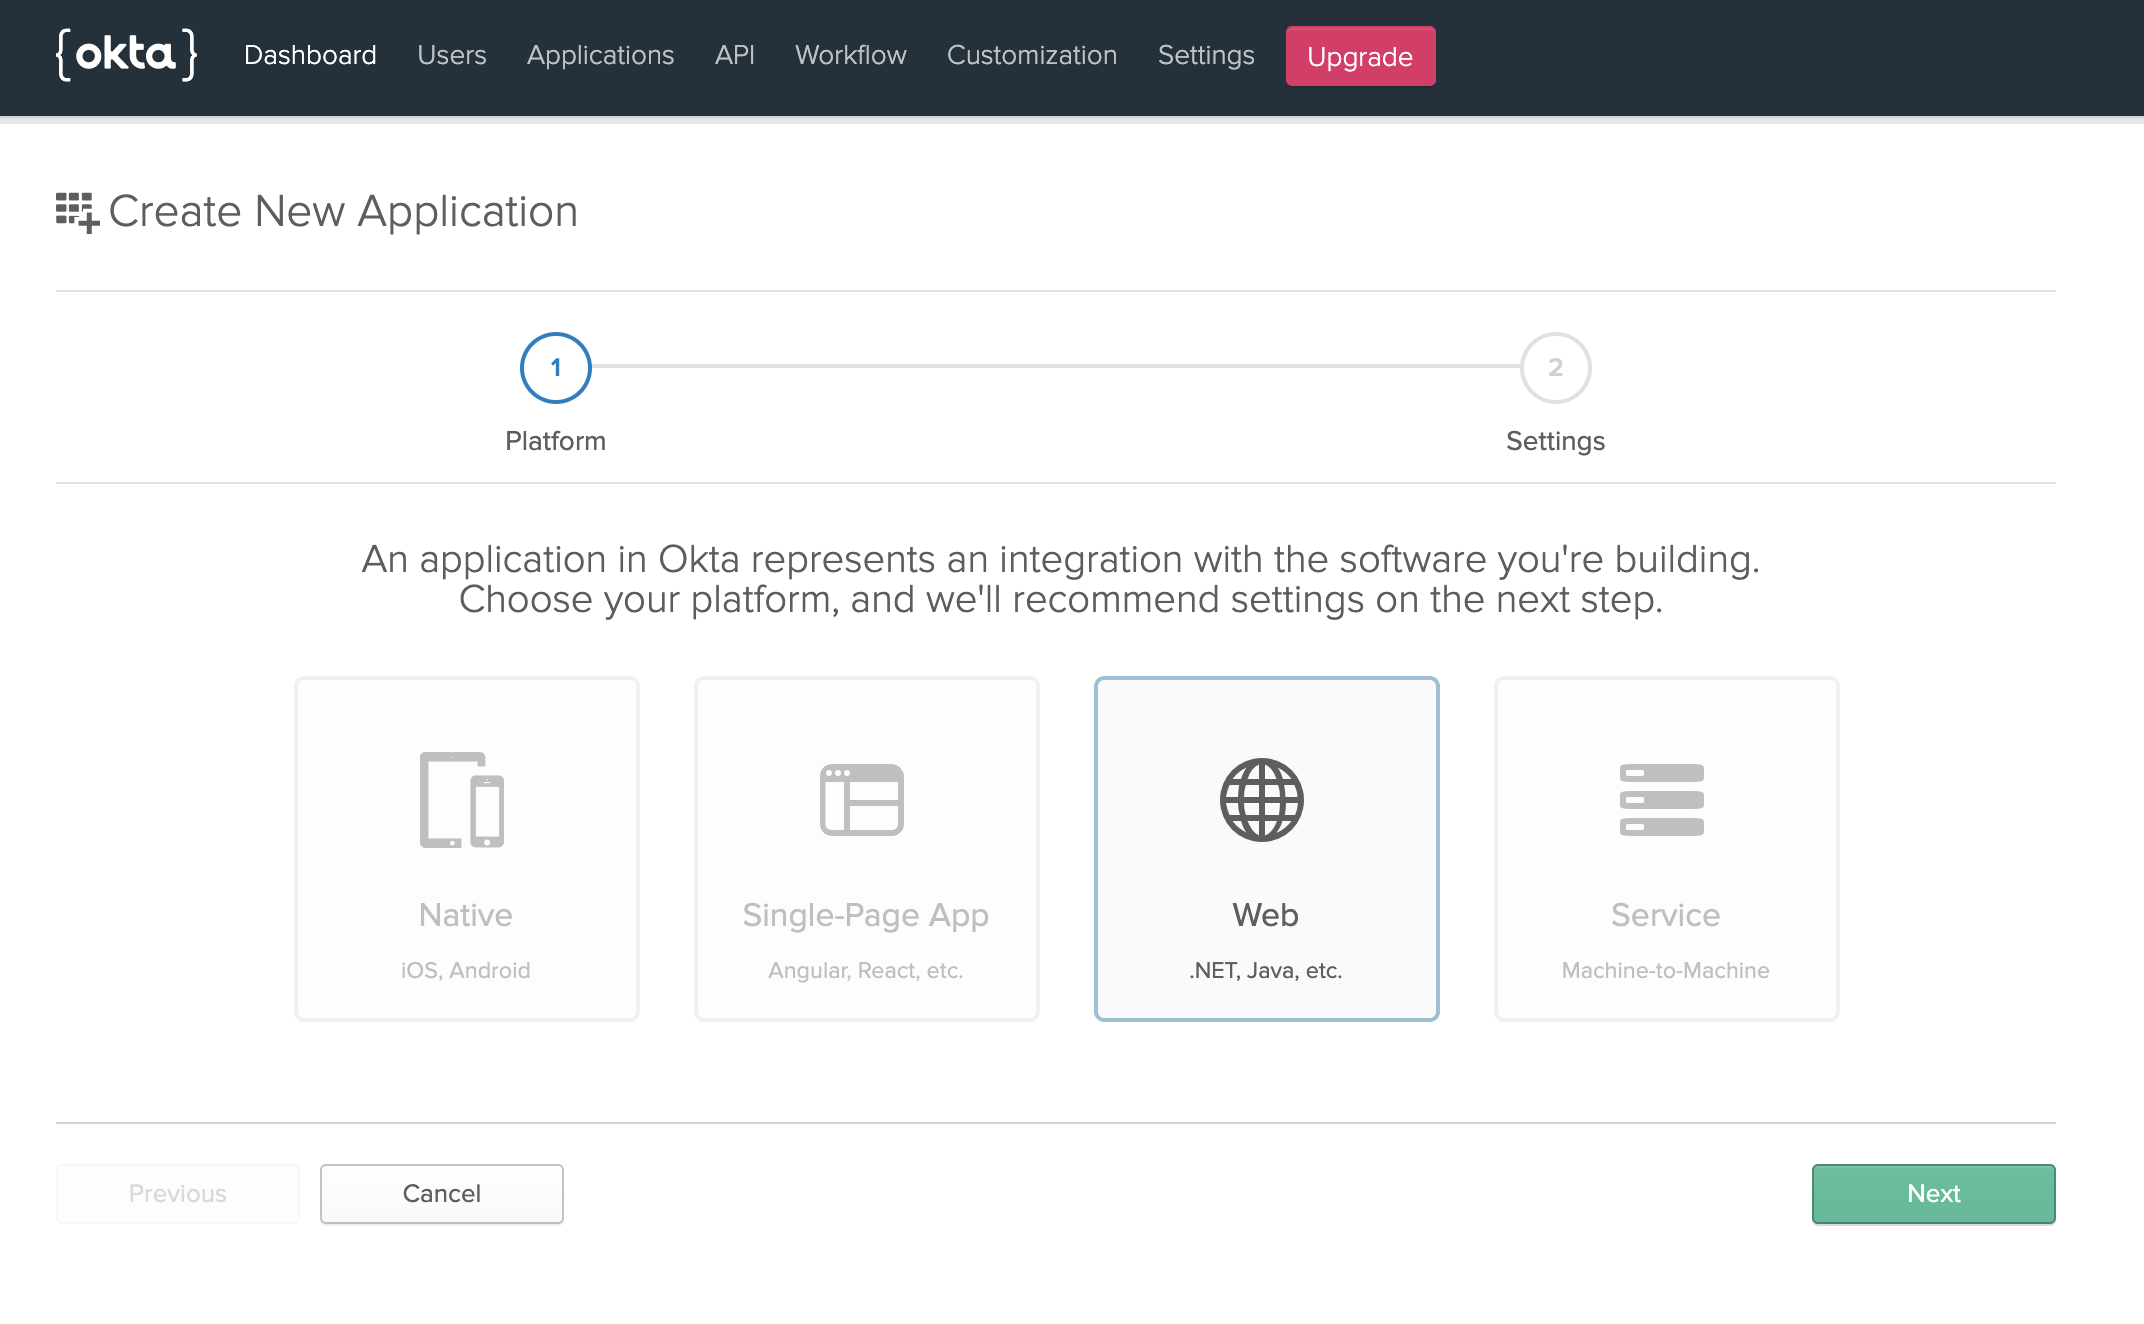 {okta} Dashboard Users Applications API Workflow Customization Settings Upgrade
Create New Application
1 2
Platform Settings
An application in Okta represents an integration with the software you're building.
Choose your platform, and we'll recommend settings on the next step.
Native Single-Page App Web Service
iOS, Android Angular, React, etc. .NET, Java, etc. Machine-to-Machine
Previous Cancel Next